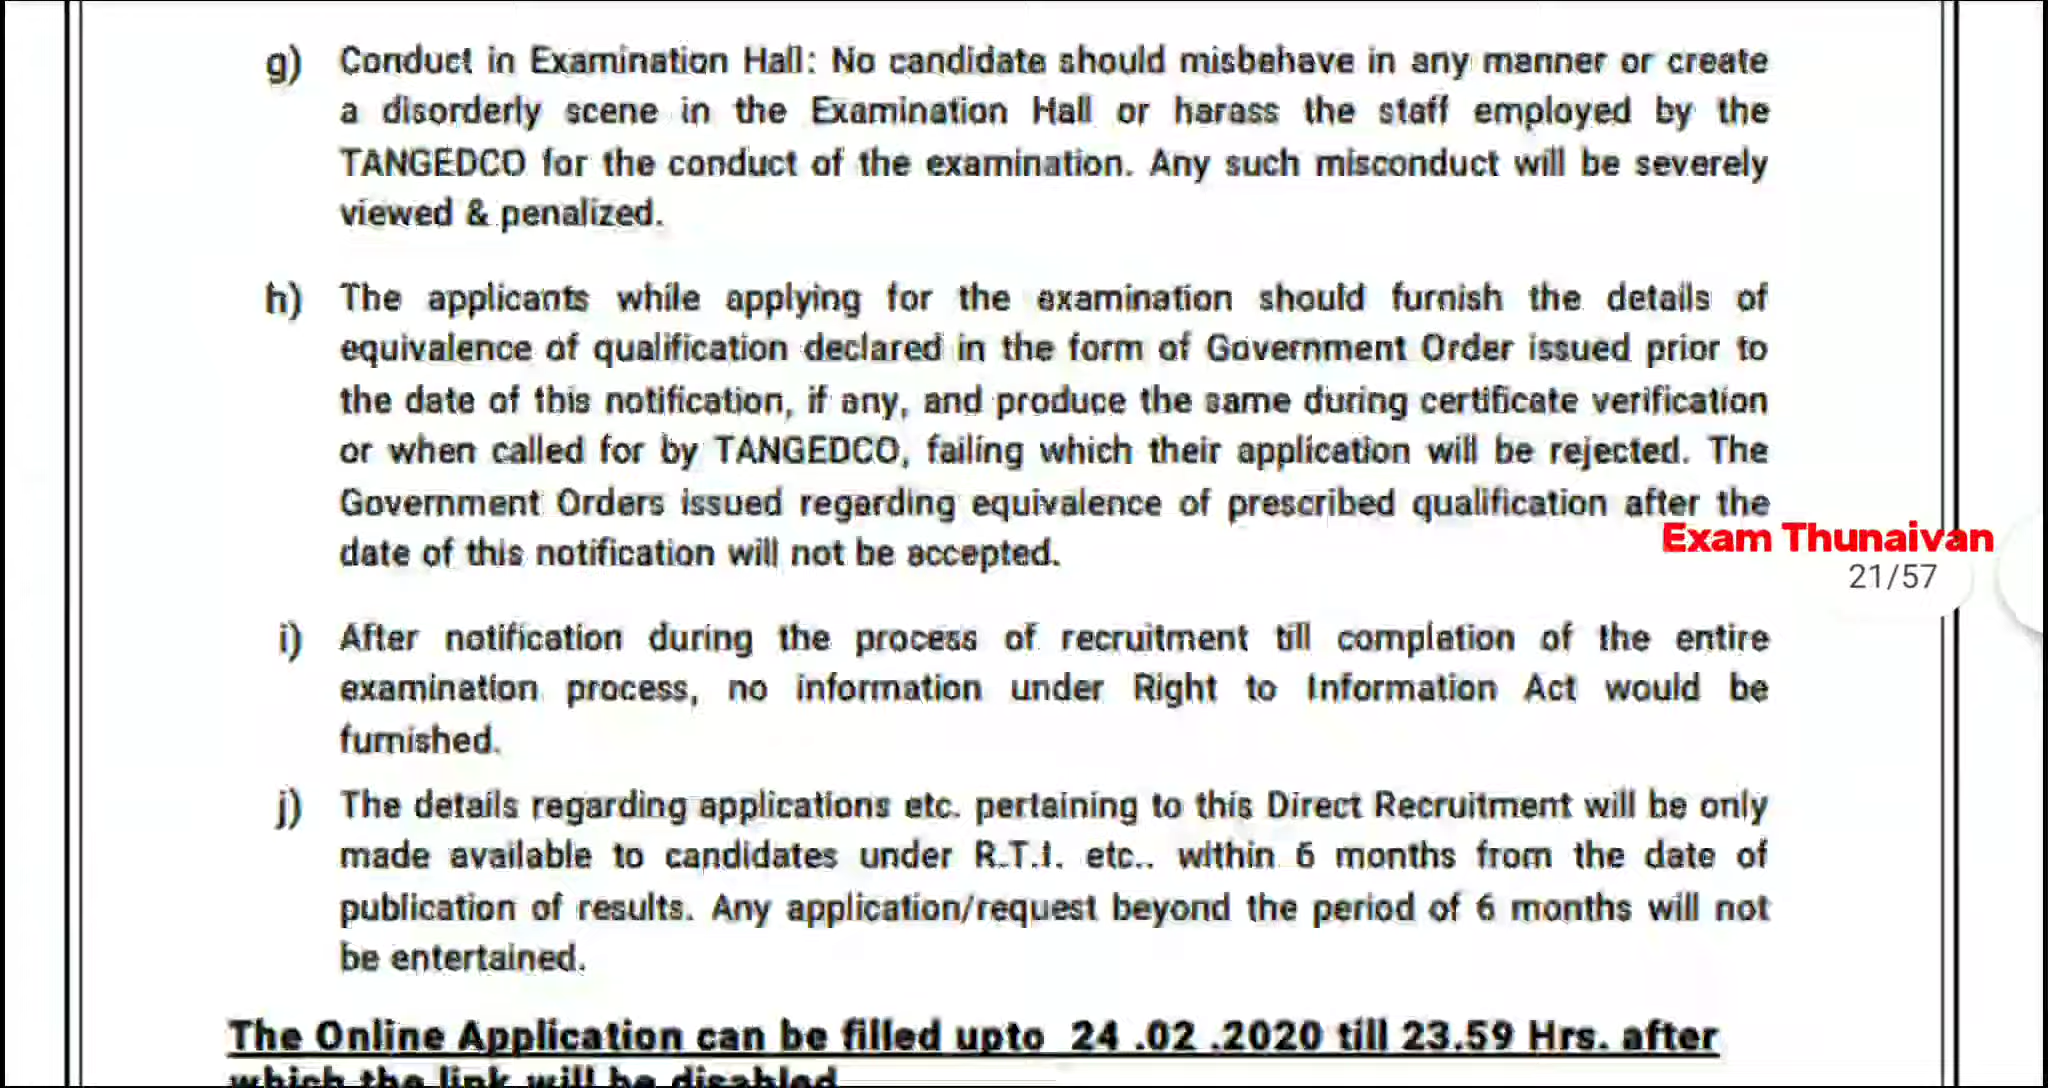 g) Conduct in Examination Hall: No candidate should misbehave in any manner or create
a disorderly scene in the Examination Hall or harass the staff employed by the
TANGEDCO for the conduct of the examination. Any such misconduct will be severely
viewed & penalized.
h) The applicants while applying for the examination should furnish the details of
equivalence of qualification declared in the form of Government Order issued prior to
the date of this notification, if any, and produce the same during certificate verification
or when called for by TANGEDCO, failing which their application will be rejected. The
Government Orders issued regarding equivalence of prescribed qualification after the
date of this notification will not be accepted.
Exam Thunaivan
21/57
i) After notification during the process of recruitment till completion of the entire
examination process, no information under Right to Information Act would be
furnished.
j) The details regarding applications etc. pertaining to this Direct Recruitment will be only
made available to candidates under R.T.I. etc.. within 6 months from the date of
publication of results. Any application/request beyond the period of 6 months will not
be entertained.
The Online Application can be filled upto 24 .02 .2020 till 23.59 Hrs. after
which the link will be disabled